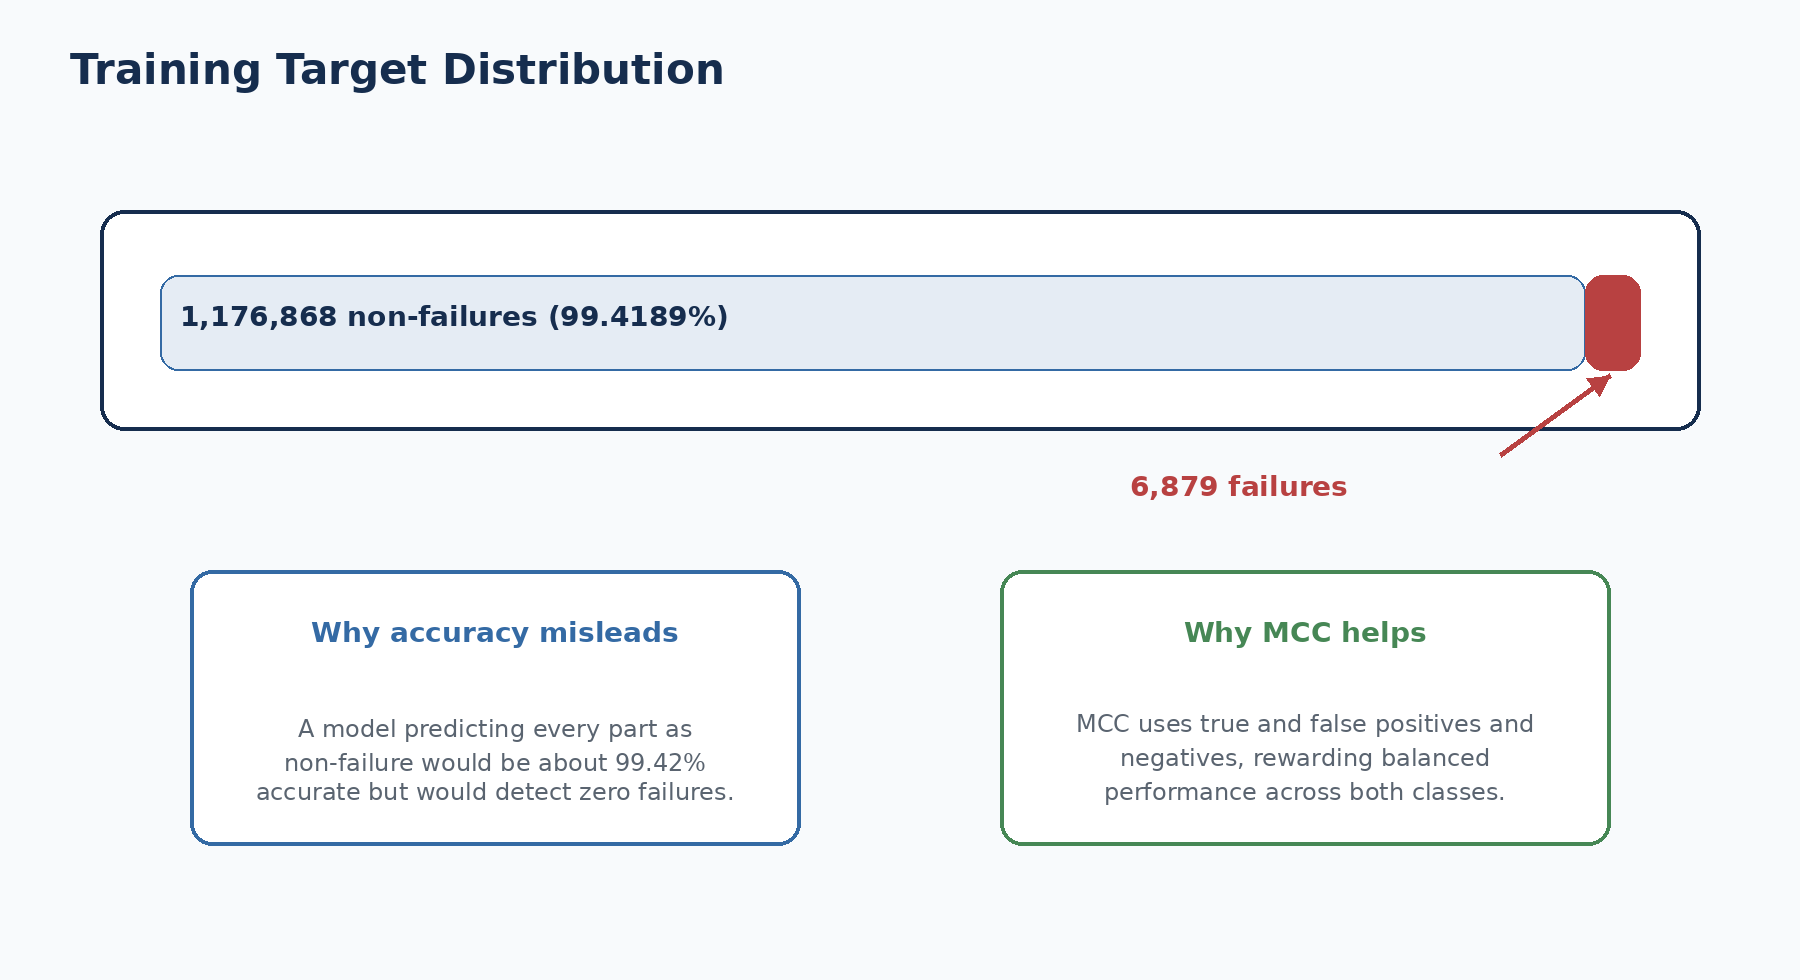 Training Target Distribution
1,176,868 non-failures (99.4189%)
6,879 failures
Why accuracy misleads
A model predicting every part as
non-failure would be about 99.42%
accurate but would detect zero failures.
Why MCC helps
MCC uses true and false positives and
negatives, rewarding balanced
performance across both classes.